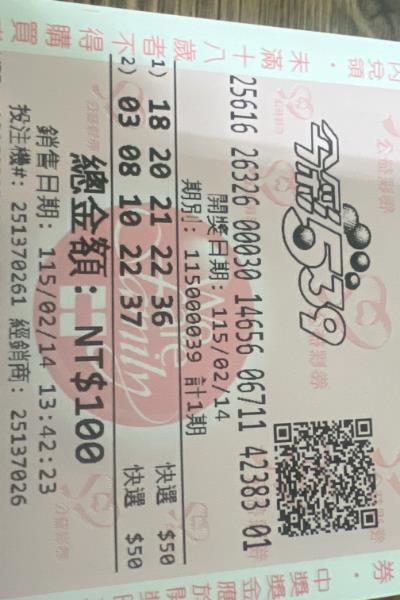 今彩539
25616 26326 00030 14656 06711 42383 01
開獎日期: 115/02/14
期別: 115000039 計1期
1) 18 20 21 22 36 快選 $50
2) 03 08 10 22 37 快選 $50
總金額: NT$100
銷售日期: 115/02/14 13:42:23
投注機#: 251370261 經銷商: 25137026
未滿十八歲者不得購買